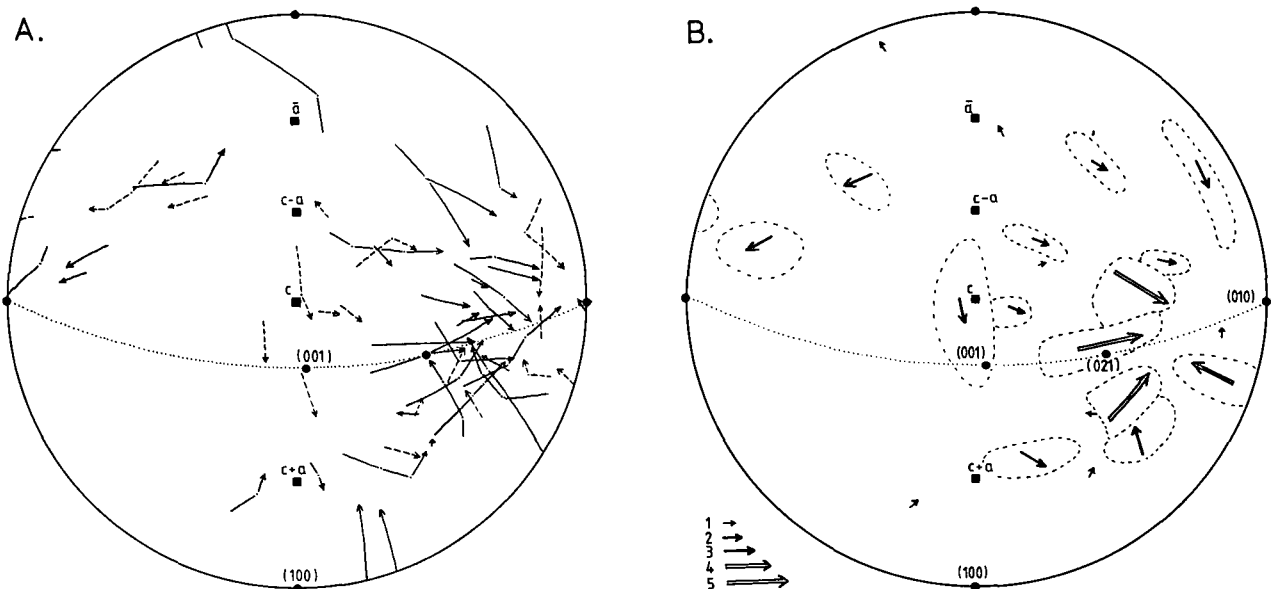 A.
ā
c-a
c
(001)
c+a
(100)
B.
ā
c-a
c
(010)
(001)
(021)
c+a
1
2
3
4
5
(100)